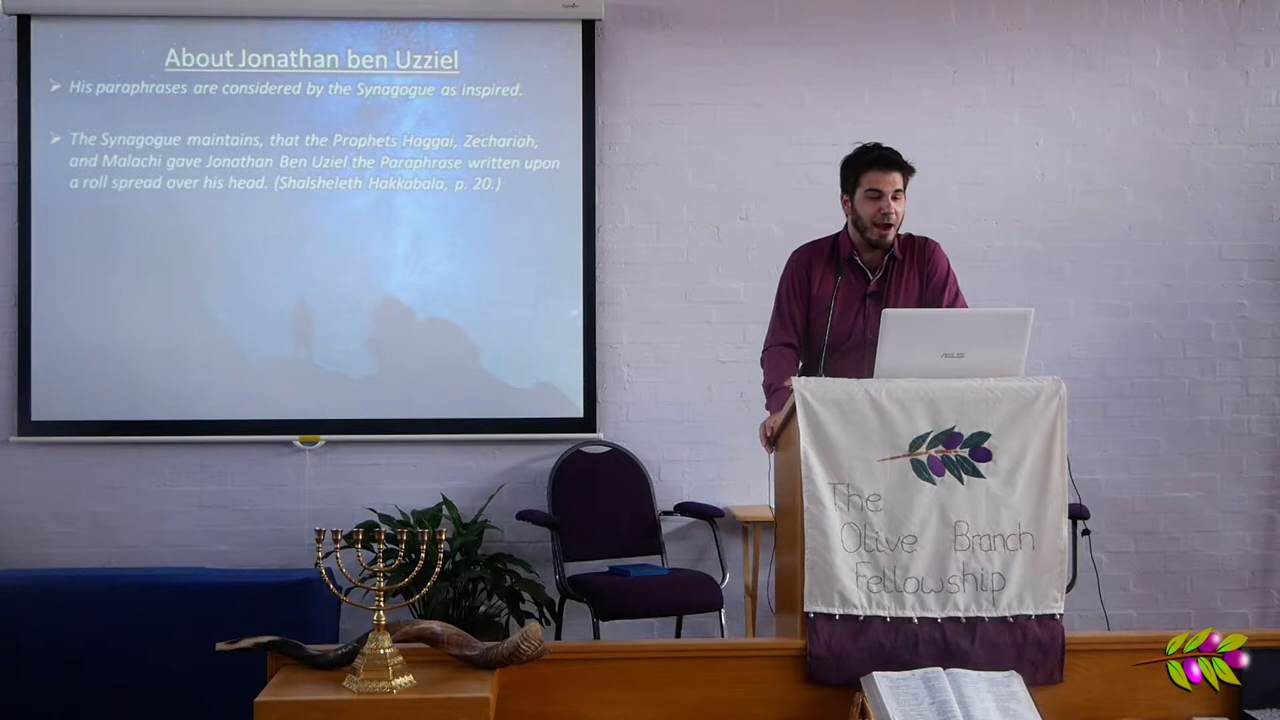 About Jonathan ben Uzziel
➢ His paraphrases are considered by the Synagogue as inspired.
➢ The Synagogue maintains, that the Prophets Haggai, Zechariah,
and Malachi gave Jonathan Ben Uziel the Paraphrase written upon
a roll spread over his head. (Shalsheleth Hakkabala, p. 20.)
ASUS
The
Olive Branch
Fellowship